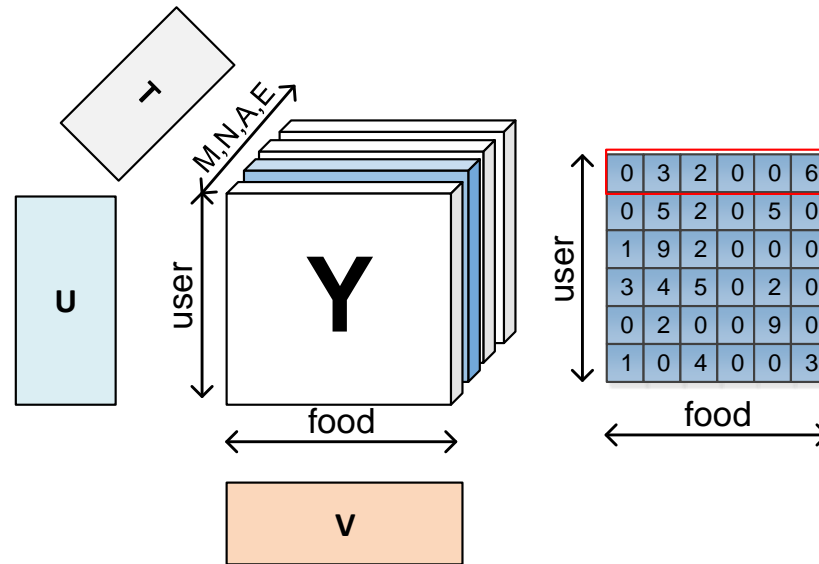 T
M,N,A,E
U
user
Y
food
V
user
0 3 2 0 0 6
0 5 2 0 5 0
1 9 2 0 0 0
3 4 5 0 2 0
0 2 0 0 9 0
1 0 4 0 0 3
food